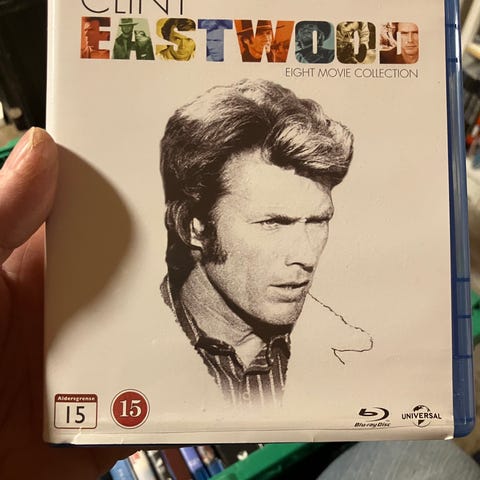 CLINT
EASTWOOD
EIGHT MOVIE COLLECTION
Aldersgrense
15
15
Blu-ray Disc
UNIVERSAL